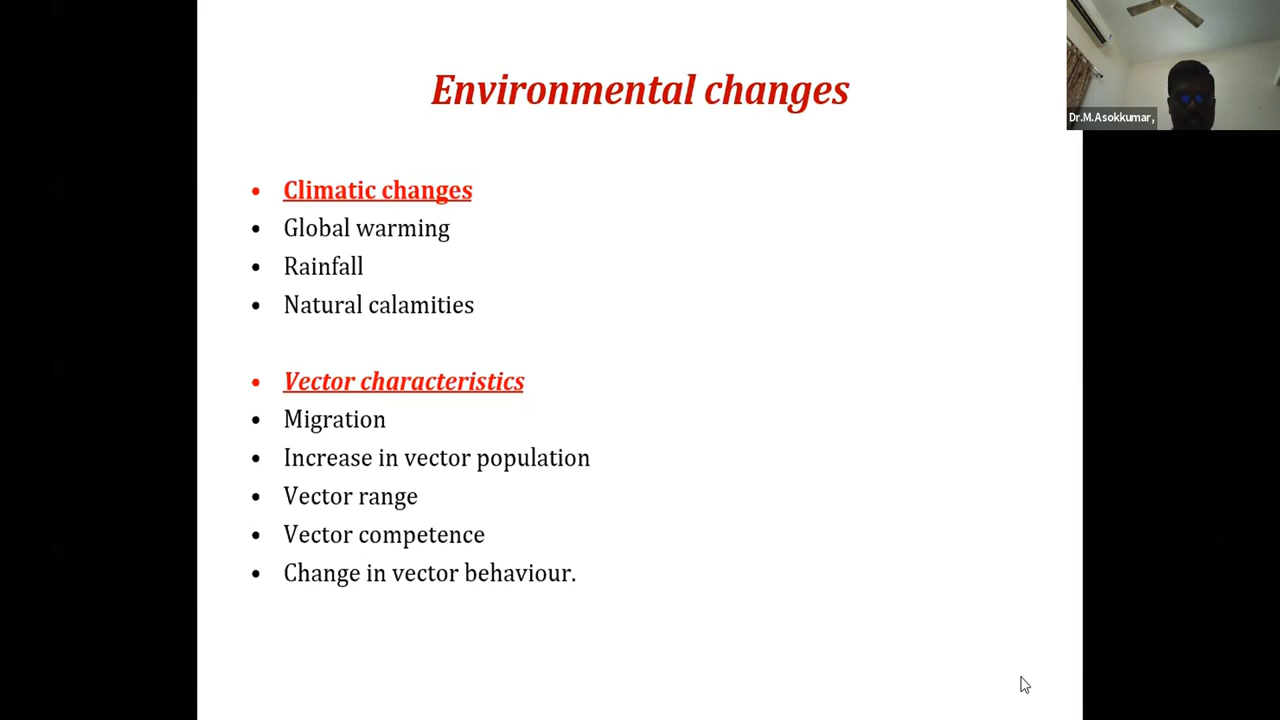 Environmental changes
Dr.M.Asokkumar,
• Climatic changes
• Global warming
• Rainfall
• Natural calamities
• Vector characteristics
• Migration
• Increase in vector population
• Vector range
• Vector competence
• Change in vector behaviour.